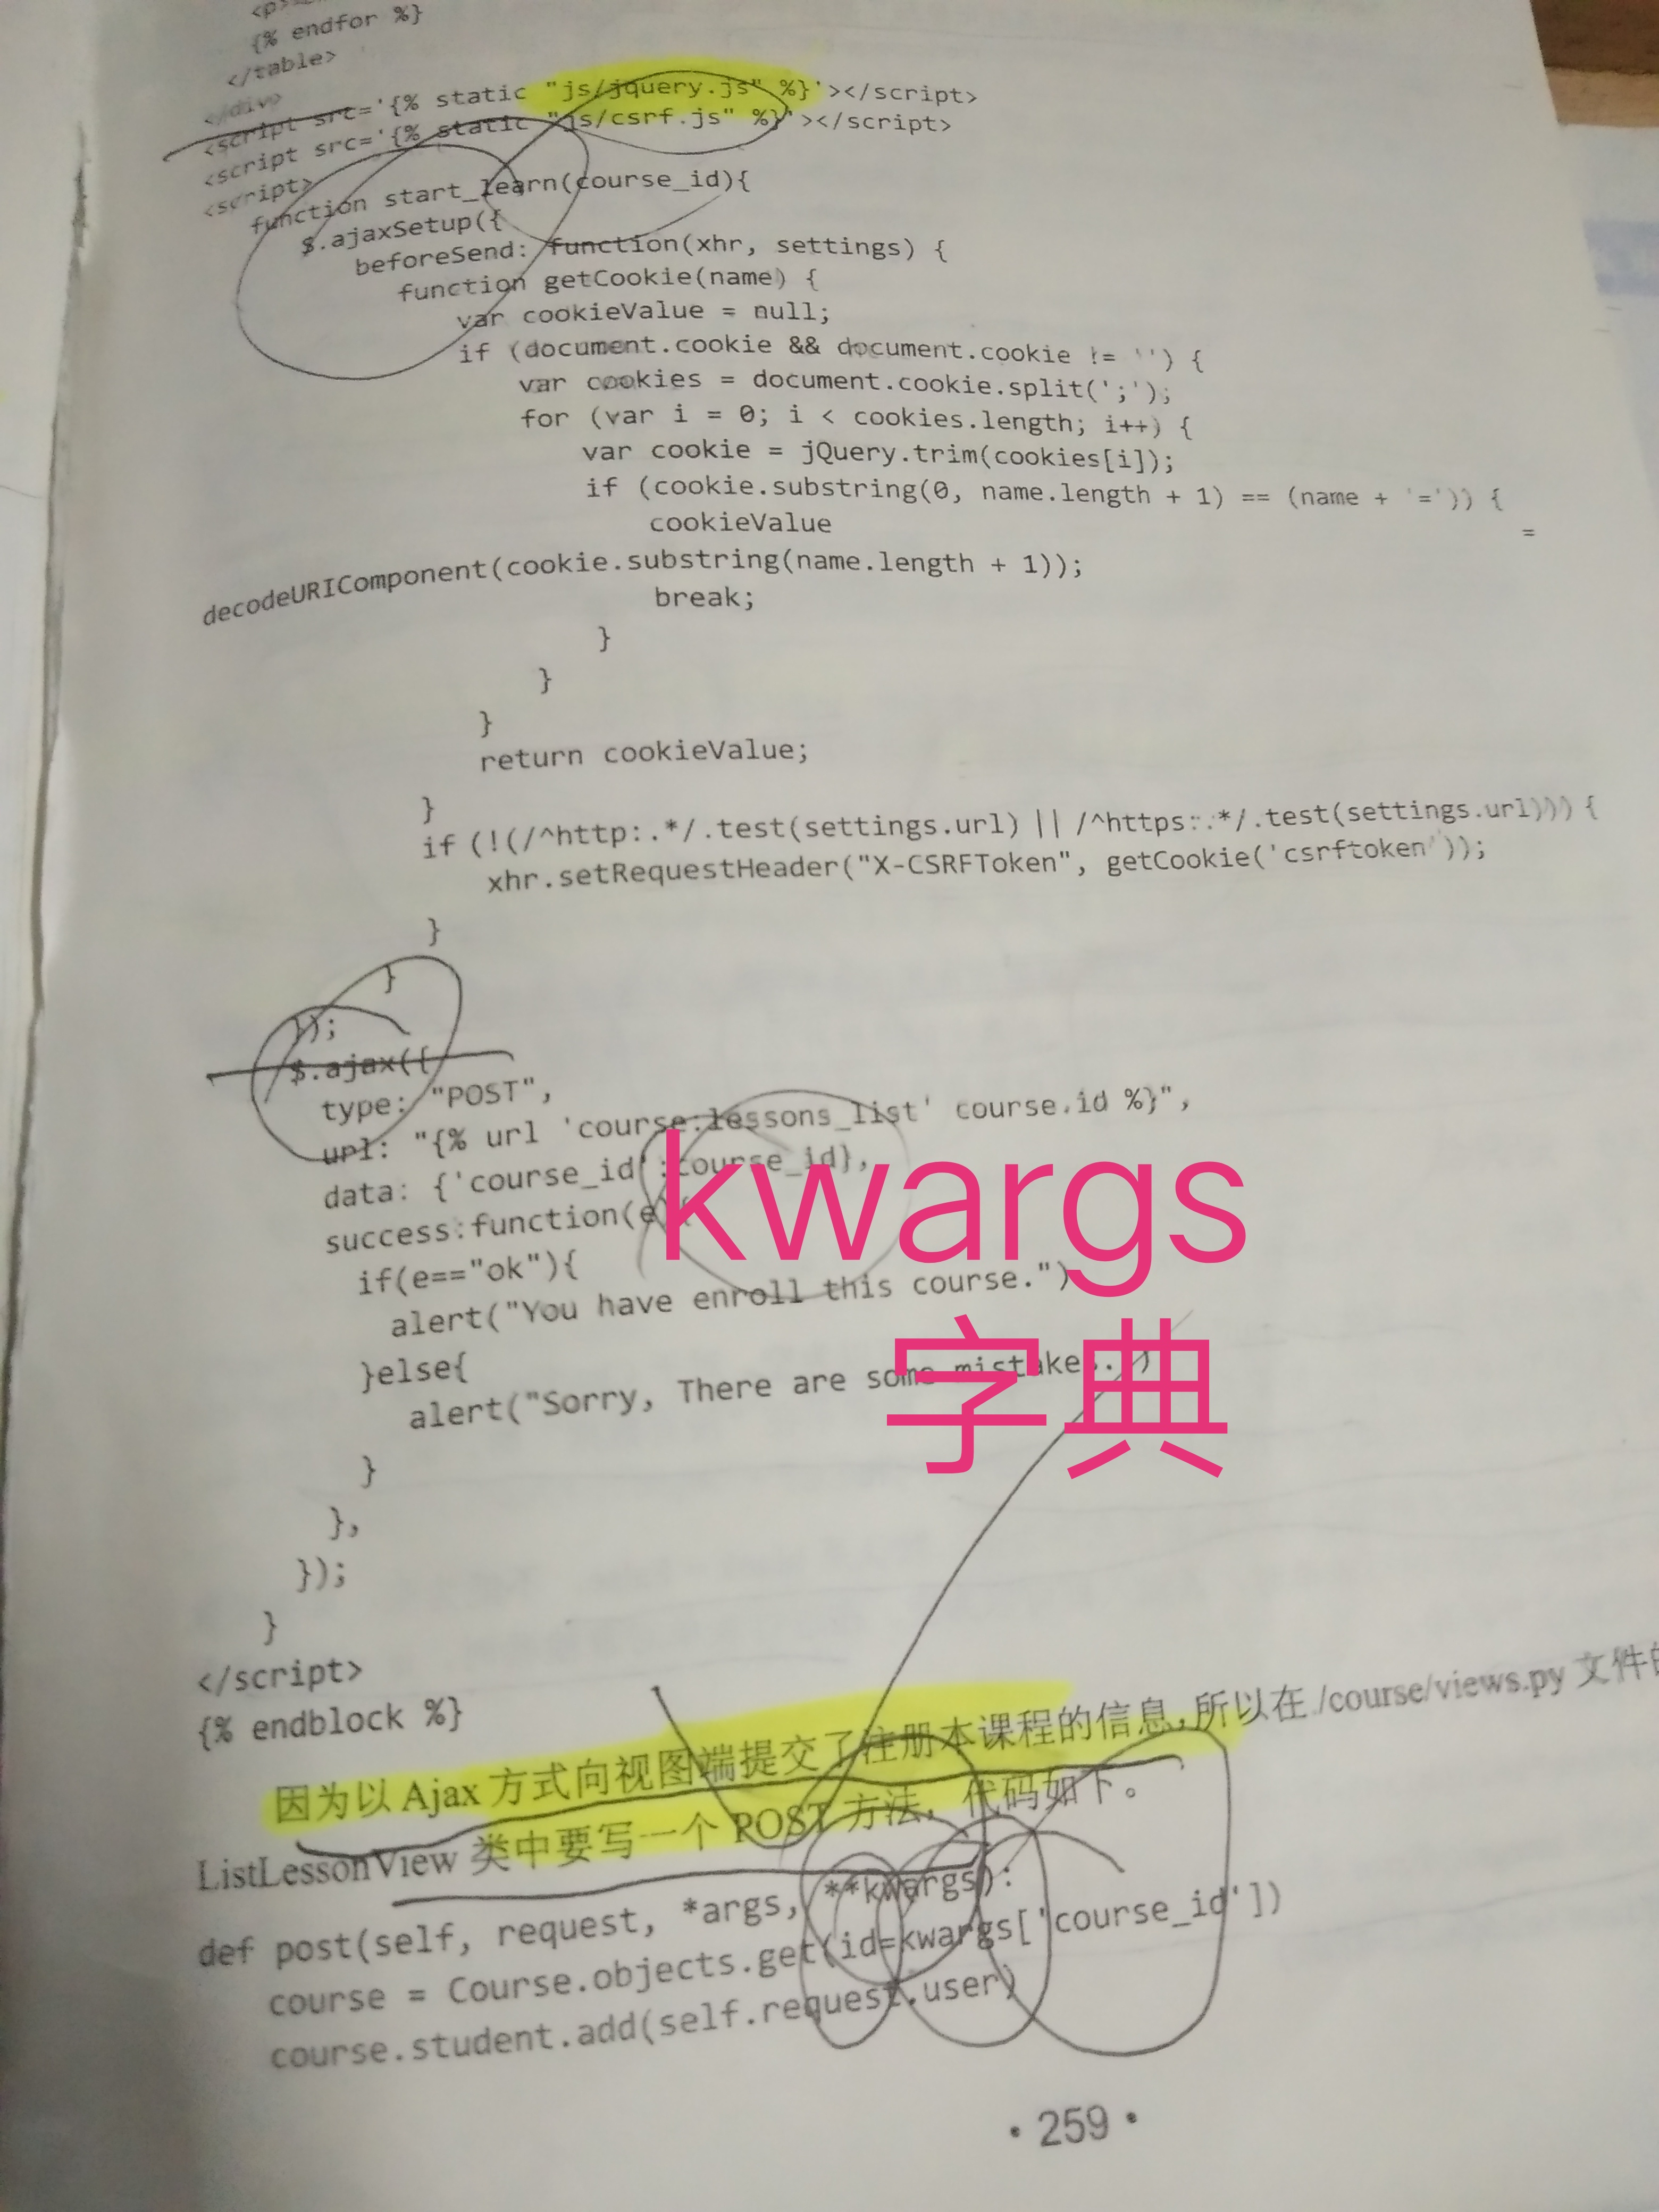 <p>
{% endfor %}
</table>
</div>
<script src='{% static "js/jquery.js" %}'></script>
<script src='{% static "js/csrf.js" %}'></script>
<script>
function start_learn(course_id){
$.ajaxSetup({
beforeSend: function(xhr, settings) {
function getCookie(name) {
var cookieValue = null;
if (document.cookie && document.cookie != '') {
var cookies = document.cookie.split(';');
for (var i = 0; i < cookies.length; i++) {
var cookie = jQuery.trim(cookies[i]);
if (cookie.substring(0, name.length + 1) == (name + '=')) {
cookieValue =
decodeURIComponent(cookie.substring(name.length + 1));
break;
}
}
}
return cookieValue;
}
if (!(/^http:.*/.test(settings.url) || /^https:.*/.test(settings.url))) {
xhr.setRequestHeader("X-CSRFToken", getCookie('csrftoken'));
}
}
});
$.ajax({
type: "POST",
url: "{% url 'course:lessons_list' course.id %}",
data: {'course_id':course_id},
success:function(e){
kwargs
if(e=="ok"){
alert("You have enroll this course.")
}else{
字典
alert("Sorry, There are some mistakes.")
}
},
});
}
</script>
{% endblock %}
因为以 Ajax 方式向视图端提交了注册本课程的信息,所以在./course/views.py 文件的
ListLessonView 类中要写一个 POST 方法，代码如下。
def post(self, request, *args, **kwargs):
course = Course.objects.get(id=kwargs['course_id'])
course.student.add(self.request.user)
·259·